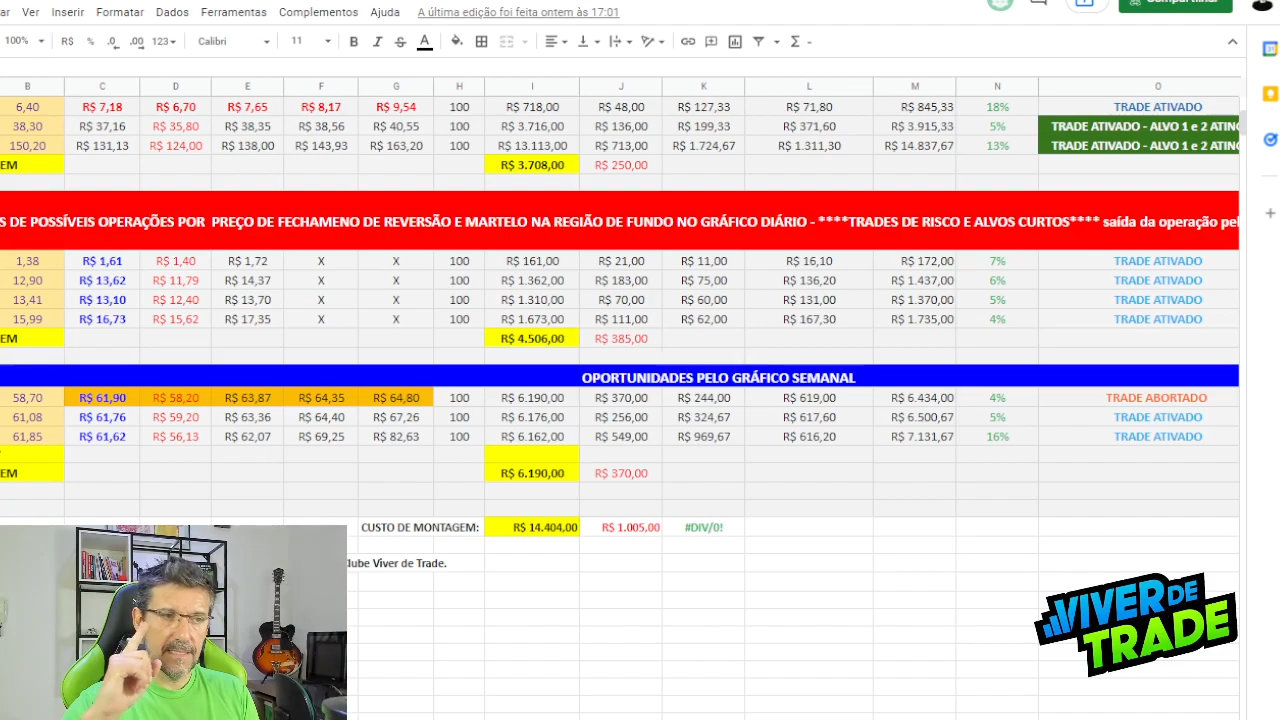 ar Ver Inserir Formatar Dados Ferramentas Complementos Ajuda A última edição foi feita ontem às 17:01
100% R$ % .0 .00 123 Calibri 11 B I S A
B C D E F G H I J K L M N O
6,40 R$ 7,18 R$ 6,70 R$ 7,65 R$ 8,17 R$ 9,54 100 R$ 718,00 R$ 48,00 R$ 127,33 R$ 71,80 R$ 845,33 18% TRADE ATIVADO
38,30 R$ 37,16 R$ 35,80 R$ 38,35 R$ 38,56 R$ 40,55 100 R$ 3.716,00 R$ 136,00 R$ 199,33 R$ 371,60 R$ 3.915,33 5% TRADE ATIVADO - ALVO 1 e 2 ATING
150,20 R$ 131,13 R$ 124,00 R$ 138,00 R$ 143,93 R$ 163,20 100 R$ 13.113,00 R$ 713,00 R$ 1.724,67 R$ 1.311,30 R$ 14.837,67 13% TRADE ATIVADO - ALVO 1 e 2 ATING
EM R$ 3.708,00 R$ 250,00
S DE POSSÍVEIS OPERAÇÕES POR PREÇO DE FECHAMENO DE REVERSÃO E MARTELO NA REGIÃO DE FUNDO NO GRÁFICO DIÁRIO - ****TRADES DE RISCO E ALVOS CURTOS**** saída da operação pel
1,38 R$ 1,61 R$ 1,40 R$ 1,72 X X 100 R$ 161,00 R$ 21,00 R$ 11,00 R$ 16,10 R$ 172,00 7% TRADE ATIVADO
12,90 R$ 13,62 R$ 11,79 R$ 14,37 X X 100 R$ 1.362,00 R$ 183,00 R$ 75,00 R$ 136,20 R$ 1.437,00 6% TRADE ATIVADO
13,41 R$ 13,10 R$ 12,40 R$ 13,70 X X 100 R$ 1.310,00 R$ 70,00 R$ 60,00 R$ 131,00 R$ 1.370,00 5% TRADE ATIVADO
15,99 R$ 16,73 R$ 15,62 R$ 17,35 X X 100 R$ 1.673,00 R$ 111,00 R$ 62,00 R$ 167,30 R$ 1.735,00 4% TRADE ATIVADO
EM R$ 4.506,00 R$ 385,00
OPORTUNIDADES PELO GRÁFICO SEMANAL
58,70 R$ 61,90 R$ 58,20 R$ 63,87 R$ 64,35 R$ 64,80 100 R$ 6.190,00 R$ 370,00 R$ 244,00 R$ 619,00 R$ 6.434,00 4% TRADE ABORTADO
61,08 R$ 61,76 R$ 59,20 R$ 63,36 R$ 64,40 R$ 67,26 100 R$ 6.176,00 R$ 256,00 R$ 324,67 R$ 617,60 R$ 6.500,67 5% TRADE ATIVADO
61,85 R$ 61,62 R$ 56,13 R$ 62,07 R$ 69,25 R$ 82,63 100 R$ 6.162,00 R$ 549,00 R$ 969,67 R$ 616,20 R$ 7.131,67 16% TRADE ATIVADO
EM R$ 6.190,00 R$ 370,00
CUSTO DE MONTAGEM: R$ 14.404,00 R$ 1.005,00 #DIV/0!
lube Viver de Trade.
VIVER DE
TRADE